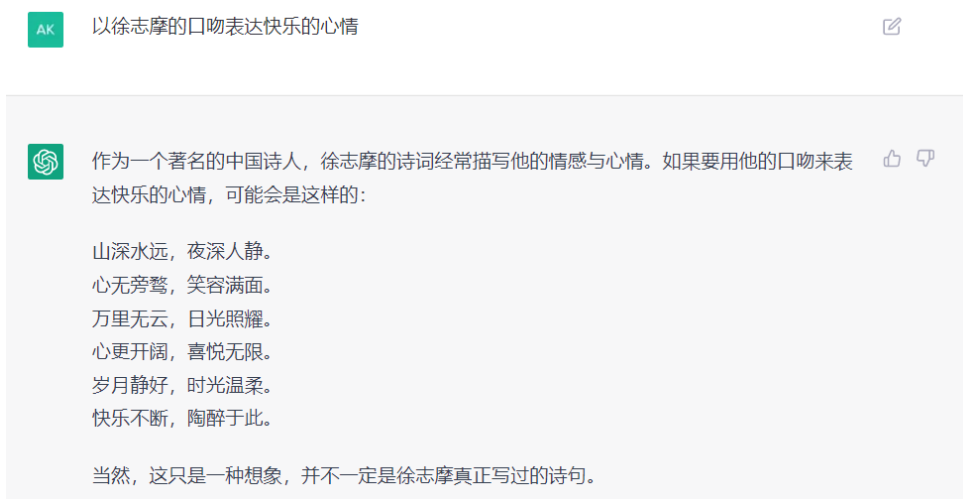 AK
以徐志摩的口吻表达快乐的心情
作为一个著名的中国诗人，徐志摩的诗词经常描写他的情感与心情。如果要用他的口吻来表
达快乐的心情，可能会是这样的：
山深水远，夜深人静。
心无旁骛，笑容满面。
万里无云，日光照耀。
心更开阔，喜悦无限。
岁月静好，时光温柔。
快乐不断，陶醉于此。
当然，这只是一种想象，并不一定是徐志摩真正写过的诗句。